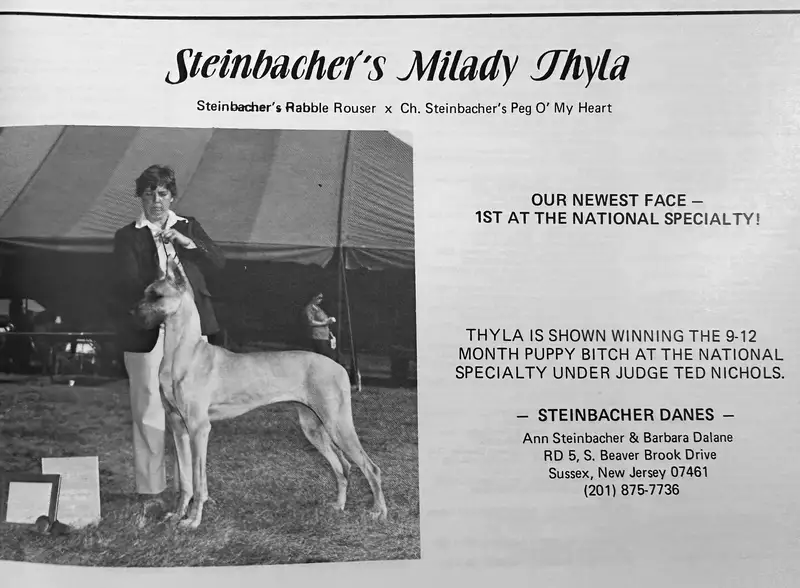 Steinbacher's Milady Thyla
Steinbacher's Rabble Rouser x Ch. Steinbacher's Peg O' My Heart
OUR NEWEST FACE –
1ST AT THE NATIONAL SPECIALTY!
THYLA IS SHOWN WINNING THE 9-12
MONTH PUPPY BITCH AT THE NATIONAL
SPECIALTY UNDER JUDGE TED NICHOLS.
– STEINBACHER DANES –
Ann Steinbacher & Barbara Dalane
RD 5, S. Beaver Brook Drive
Sussex, New Jersey 07461
(201) 875-7736